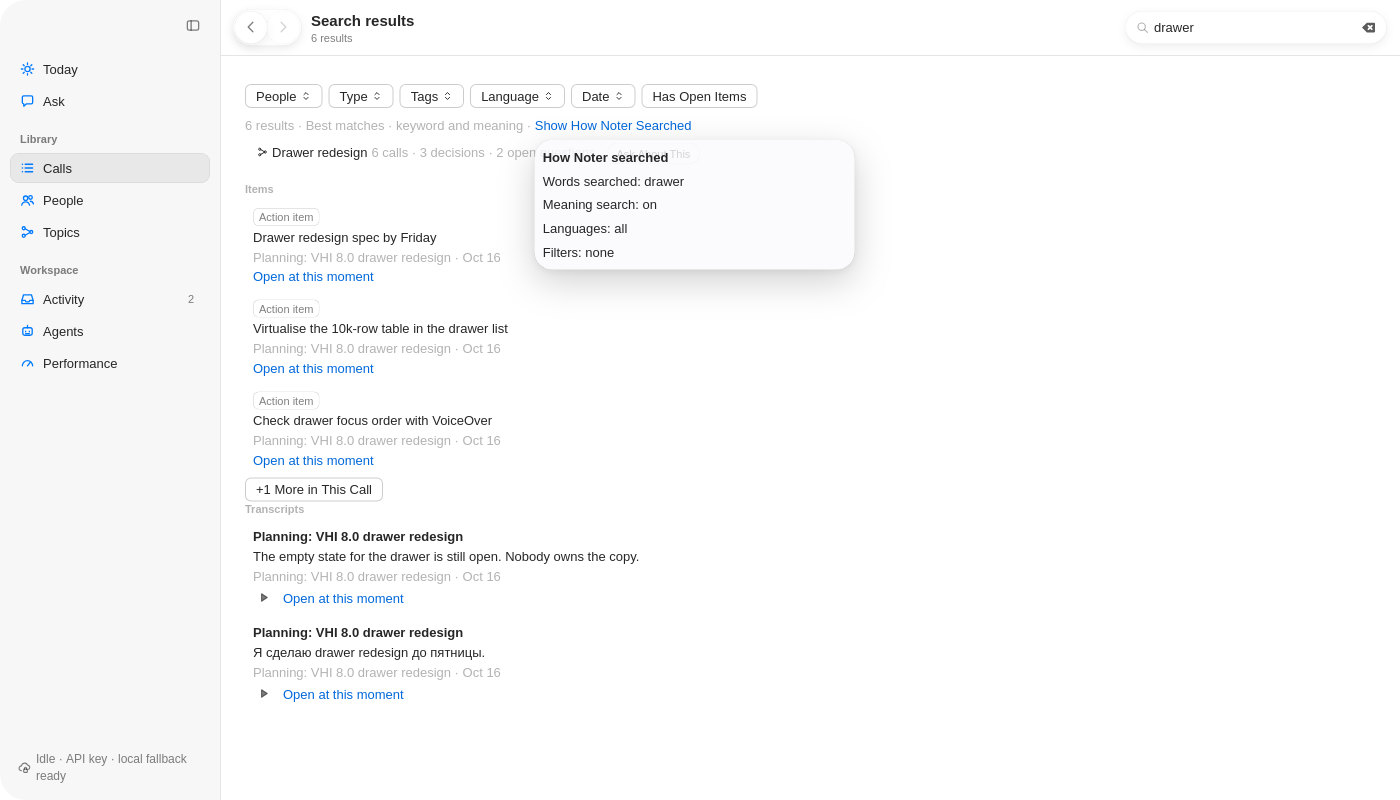 Search results
6 results
drawer
Today
Ask
Library
Calls
People
Topics
Workspace
Activity 2
Agents
Performance
Idle · API key · local fallback
ready
People Type Tags Language Date Has Open Items
6 results · Best matches · keyword and meaning · Show How Noter Searched
Drawer redesign 6 calls · 3 decisions · 2 open Ask About This
How Noter searched
Words searched: drawer
Meaning search: on
Languages: all
Filters: none
Items
Action item
Drawer redesign spec by Friday
Planning: VHI 8.0 drawer redesign · Oct 16
Open at this moment
Action item
Virtualise the 10k-row table in the drawer list
Planning: VHI 8.0 drawer redesign · Oct 16
Open at this moment
Action item
Check drawer focus order with VoiceOver
Planning: VHI 8.0 drawer redesign · Oct 16
Open at this moment
+1 More in This Call
Transcripts
Planning: VHI 8.0 drawer redesign
The empty state for the drawer is still open. Nobody owns the copy.
Planning: VHI 8.0 drawer redesign · Oct 16
Open at this moment
Planning: VHI 8.0 drawer redesign
Я сделаю drawer redesign до пятницы.
Planning: VHI 8.0 drawer redesign · Oct 16
Open at this moment